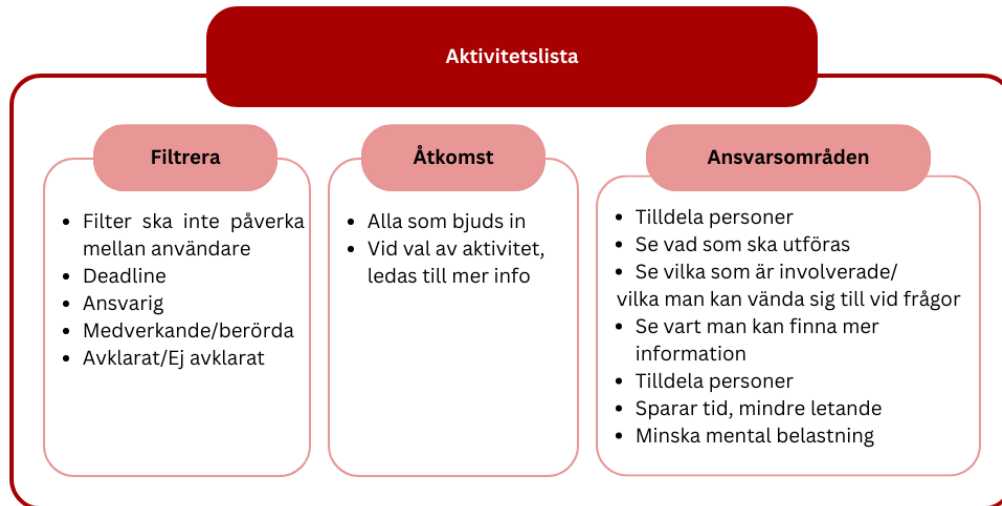 Aktivitetslista
Filtrera
• Filter ska inte påverka
mellan användare
• Deadline
• Ansvarig
• Medverkande/berörda
• Avklarat/Ej avklarat
Åtkomst
• Alla som bjuds in
• Vid val av aktivitet,
ledas till mer info
Ansvarsområden
• Tilldela personer
• Se vad som ska utföras
• Se vilka som är involverade/
vilka man kan vända sig till vid frågor
• Se vart man kan finna mer
information
• Tilldela personer
• Sparar tid, mindre letande
• Minska mental belastning